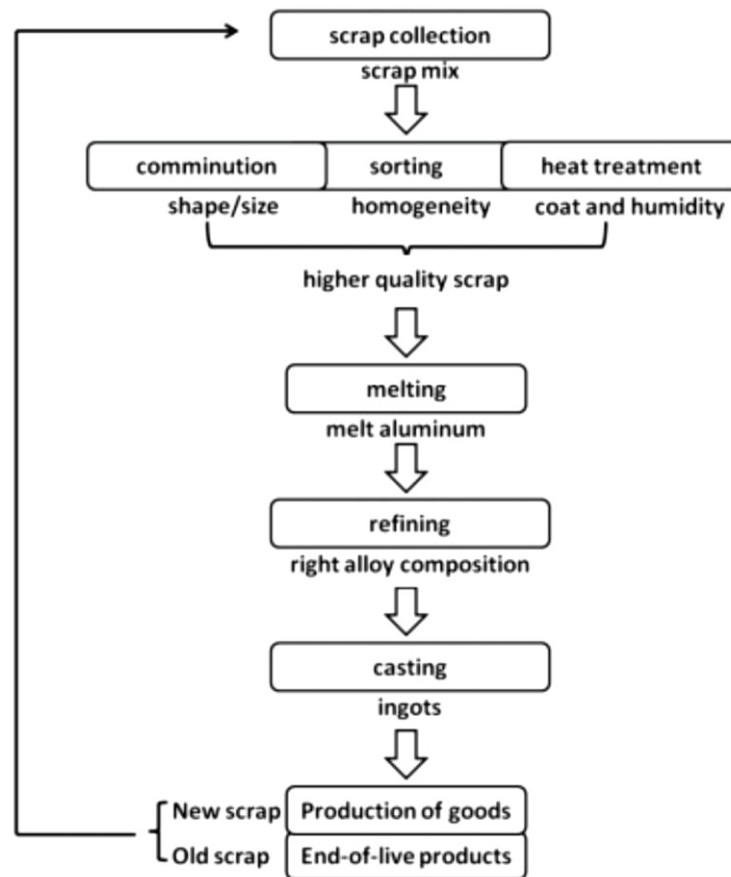 scrap collection
scrap mix
comminution sorting heat treatment
shape/size homogeneity coat and humidity
higher quality scrap
melting
melt aluminum
refining
right alloy composition
casting
ingots
New scrap Production of goods
Old scrap End-of-live products